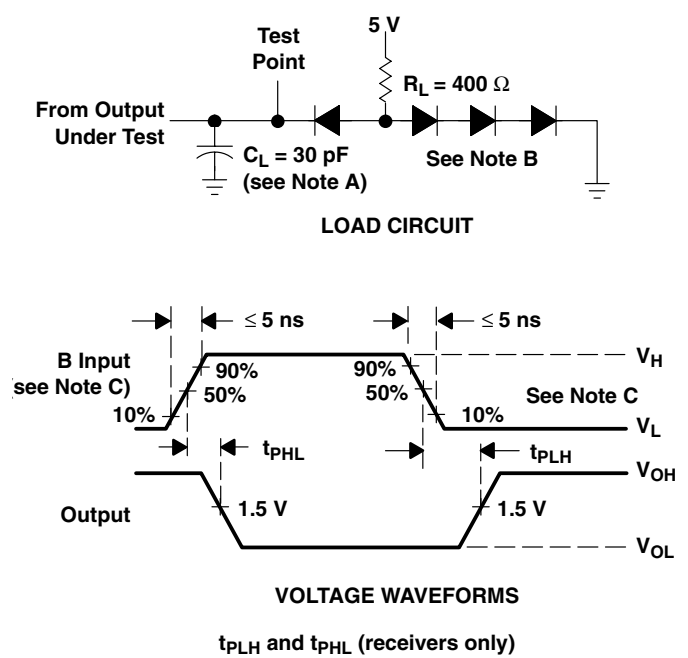 5 V
Test
Point
R_L = 400 Ω
From Output
Under Test
C_L = 30 pF
(see Note A)
See Note B
LOAD CIRCUIT
≤ 5 ns
≤ 5 ns
B Input
(see Note C)
90%
50%
10%
90%
50%
10%
See Note C
V_H
V_L
t_PHL
t_PLH
V_OH
Output
1.5 V
1.5 V
V_OL
VOLTAGE WAVEFORMS
t_PLH and t_PHL (receivers only)